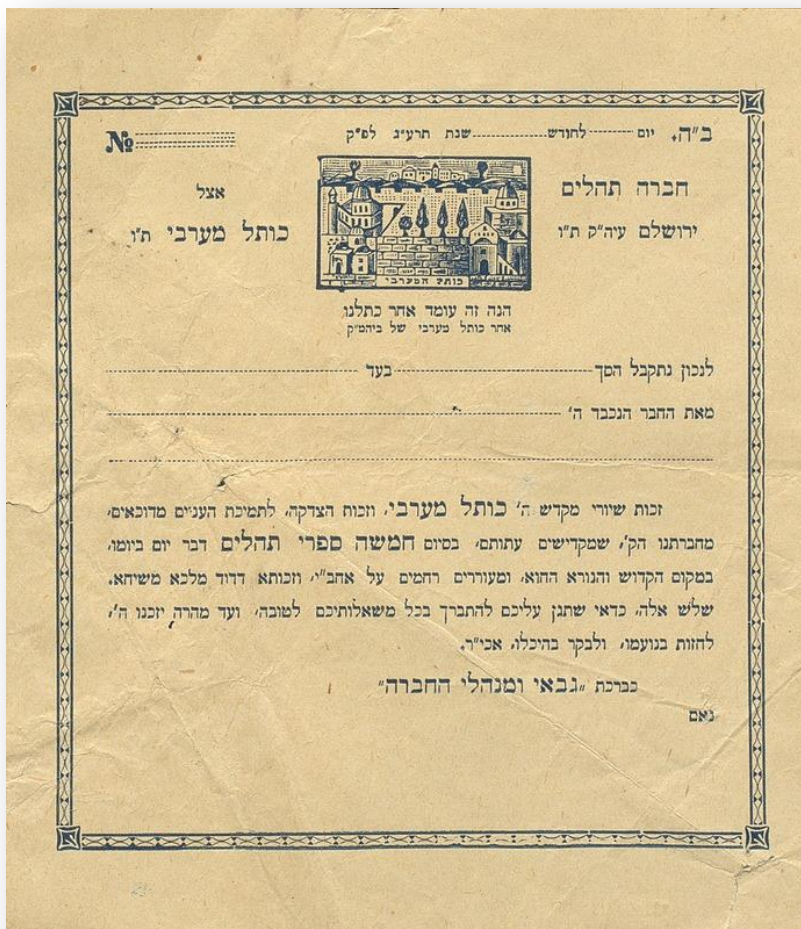 ב"ה. יום לחודש שנת תרע״ג לפ״ק №
חברה תהלים
ירושלם עיה"ק ת"ו
אצל
כותל מערבי ת"ו
כותל המערבי
הנה זה עומד אחר כתלנו
אחר כותל מערבי של ביהמ"ק
לנכון נתקבל הסך בעד
מאת החבר הנכבד ה'
זכות שיורי מקדש ה' כותל מערבי, וזכות הצדקה, לתמיכת העניים מדוכאים,
מחברתנו הק', שמקדישים עתותם, בסיום חמשה ספרי תהלים דבר יום ביומו,
במקום הקדוש והנורא ההוא, ומעוררים רחמים על אחב"י, וזכותא דדוד מלכא משיחא.
שלש אלה, כדאי שתגן עליכם להתברך בכל משאלותיכם לטובה, ועד מהרה יזכנו ה',
לחזות בנועמו, ולבקר בהיכלו, אכי"ר.
בברכת "גבאי ומנהלי החברה"
נאם